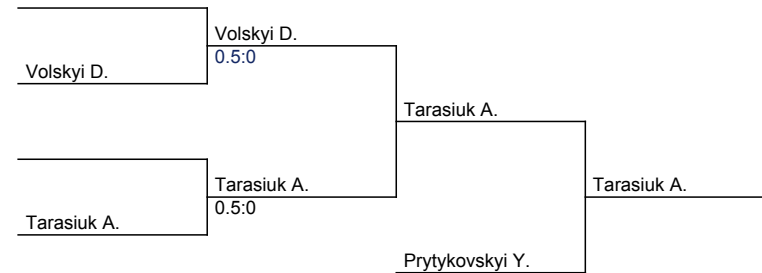 Volskyi D.
0.5:0
Volskyi D.
Tarasiuk A.
Tarasiuk A.
0.5:0
Tarasiuk A.
Tarasiuk A.
Prytykovskyi Y.